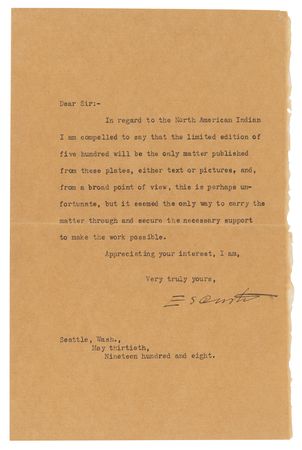 Dear Sir:-
In regard to the North American Indian
I am compelled to say that the limited edition of
five hundred will be the only matter published
from these plates, either text or pictures, and,
from a broad point of view, this is perhaps un-
fortunate, but it seemed the only way to carry the
matter through and secure the necessary support
to make the work possible.
Appreciating your interest, I am,
Very truly yours,
E S Curtis
Seattle, Wash.,
May thirtieth,
Nineteen hundred and eight.